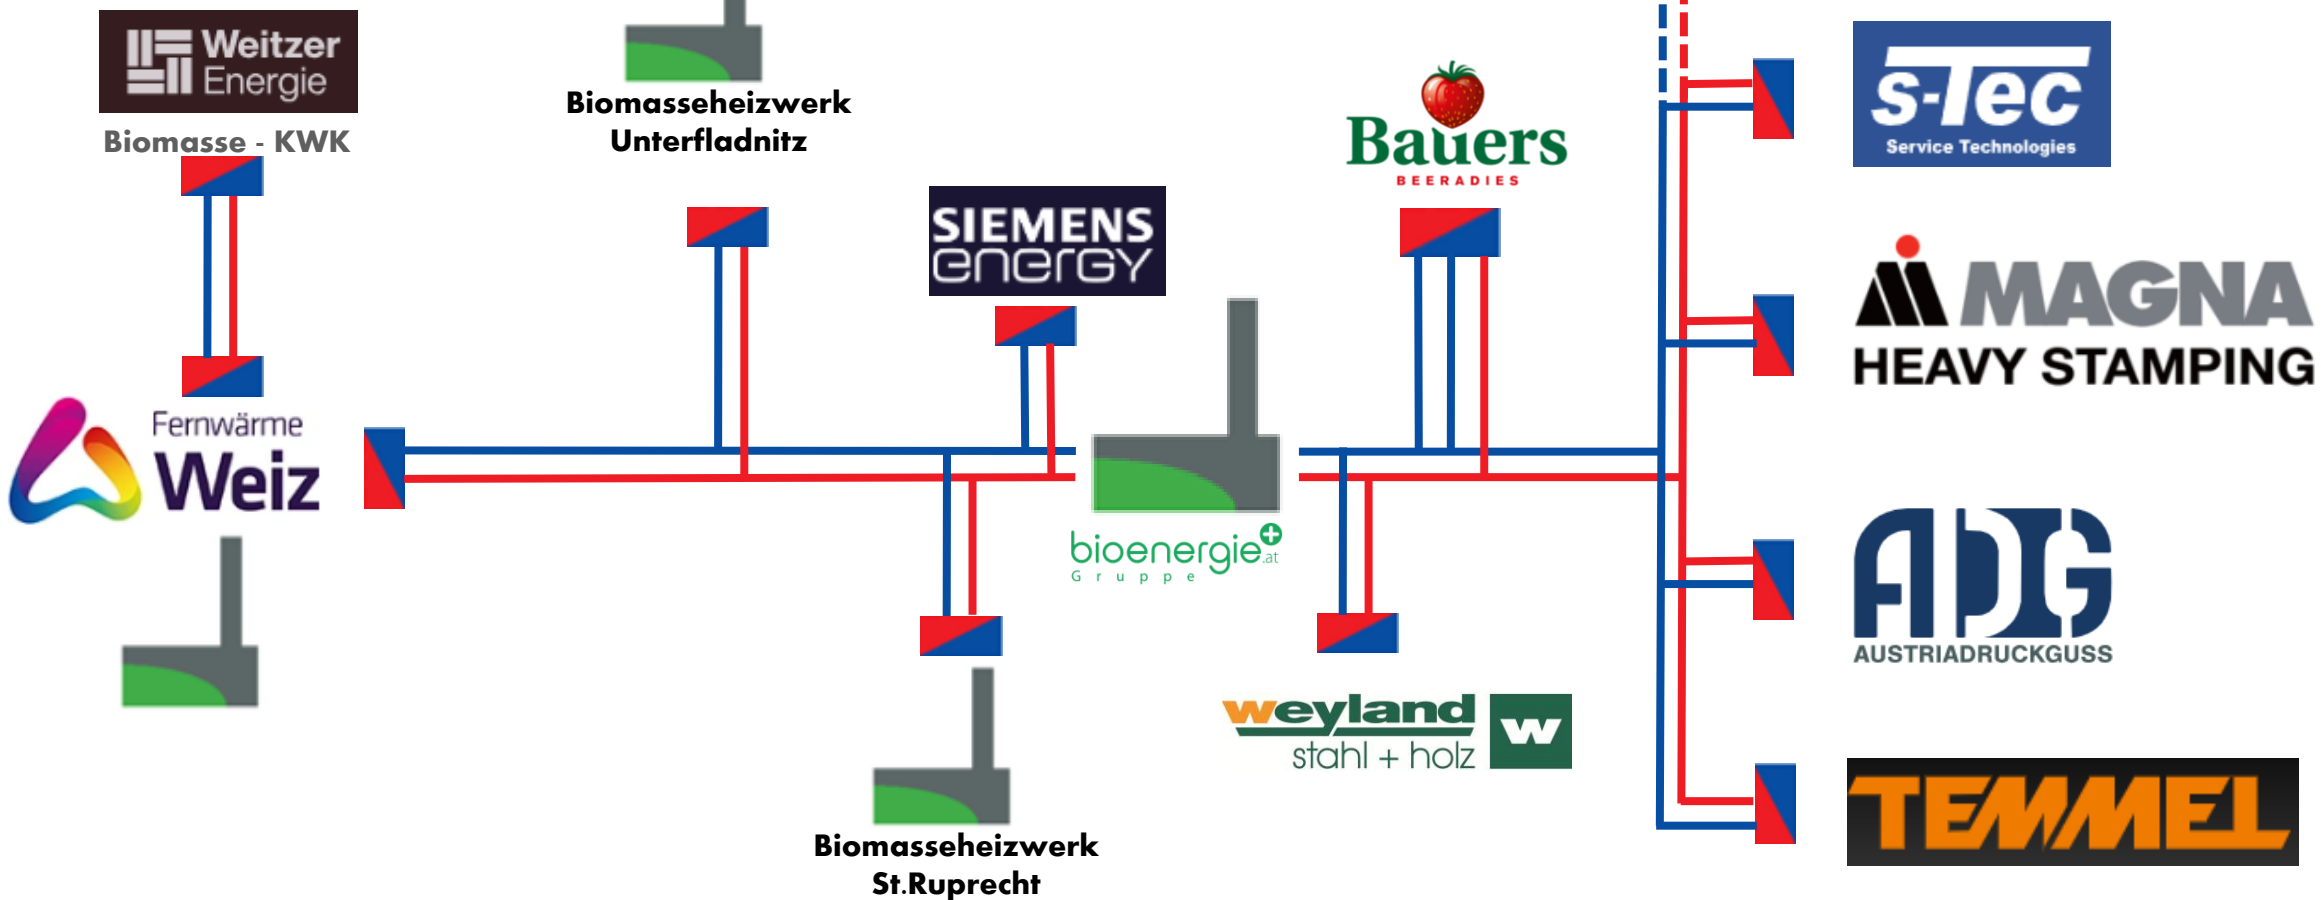 Weitzer
Energie
Biomasse - KWK
Biomasseheizwerk
Unterfladnitz
Bauers
BEERADIES
s-Tec
Service Technologies
SIEMENS
energy
MAGNA
HEAVY STAMPING
Fernwärme
Weiz
bioenergie+.at
Gruppe
ADG
AUSTRIADRUCKGUSS
weyland W
stahl + holz
TEMMEL
Biomasseheizwerk
St.Ruprecht